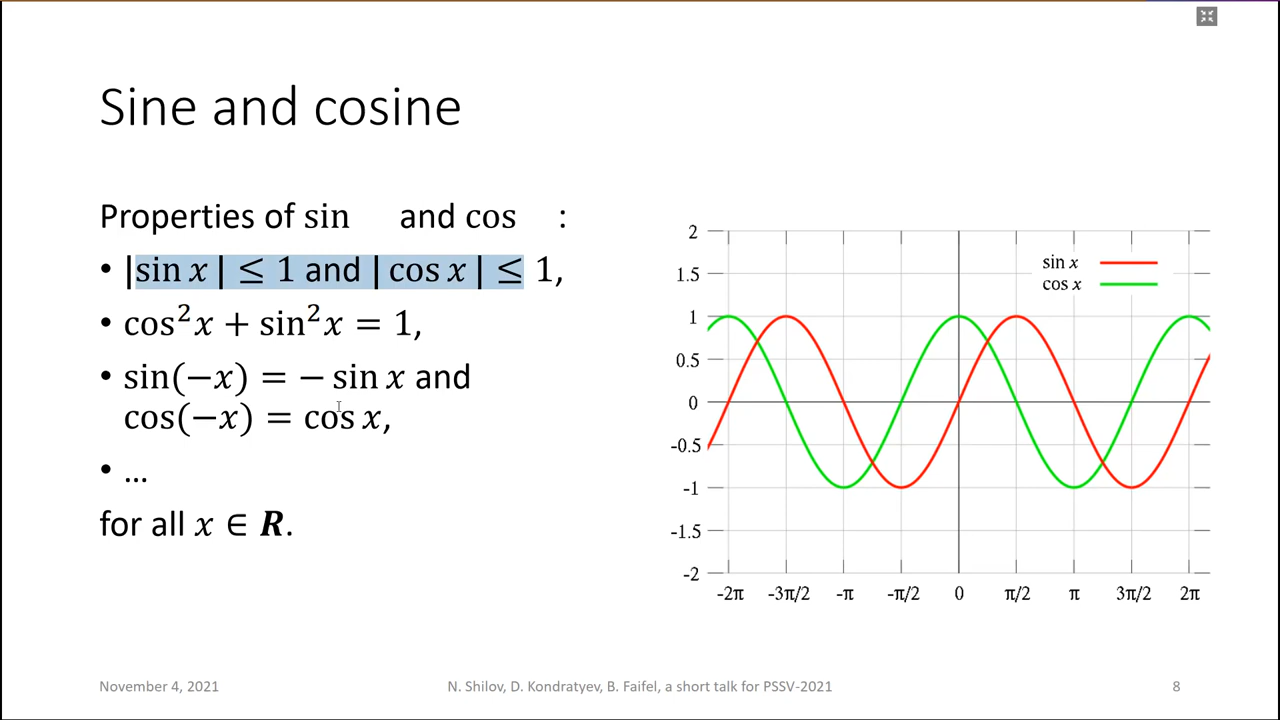 Sine and cosine
Properties of sin and cos :
• |sin x | ≤ 1 and | cos x | ≤ 1,
• cos²x + sin²x = 1,
• sin(−x) = − sin x and
cos(−x) = cos x,
• ...
for all x ∈ R.
2
1.5
1
0.5
0
-0.5
-1
-1.5
-2
sin x
cos x
-2π -3π/2 -π -π/2 0 π/2 π 3π/2 2π
November 4, 2021 N. Shilov, D. Kondratyev, B. Faifel, a short talk for PSSV-2021 8